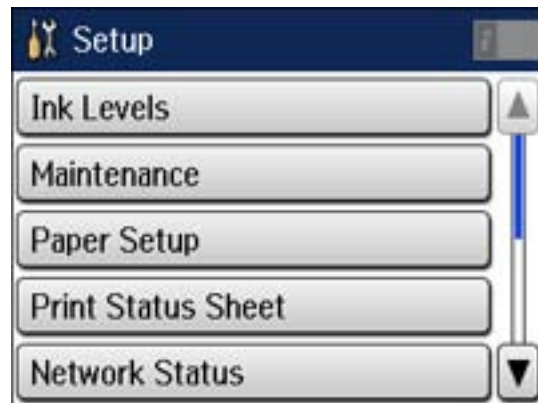 Setup
Ink Levels
Maintenance
Paper Setup
Print Status Sheet
Network Status